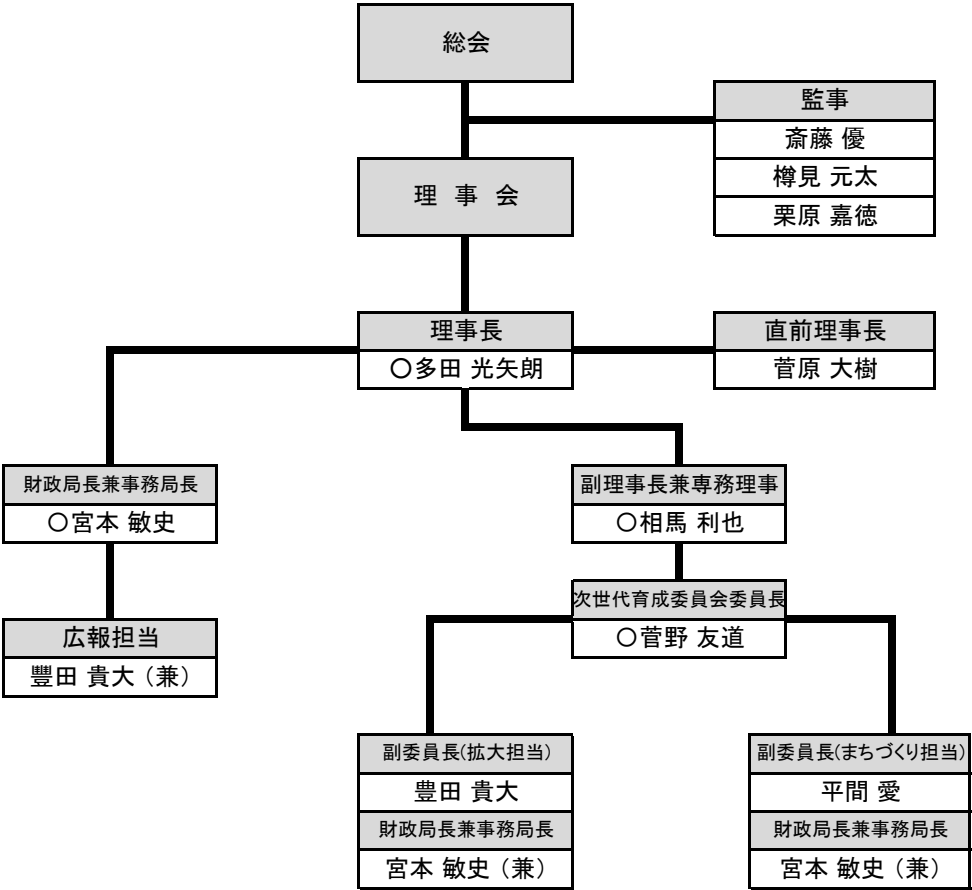 総会
監事
斎藤 優
樽見 元太
栗原 嘉徳
理 事 会
理事長
〇多田 光矢朗
直前理事長
菅原 大樹
財政局長兼事務局長
〇宮本 敏史
副理事長兼専務理事
〇相馬 利也
次世代育成委員会委員長
〇菅野 友道
広報担当
豐田 貴大（兼）
副委員長(拡大担当)
豊田 貴大
財政局長兼事務局長
宮本 敏史（兼）
副委員長(まちづくり担当)
平間 愛
財政局長兼事務局長
宮本 敏史（兼）